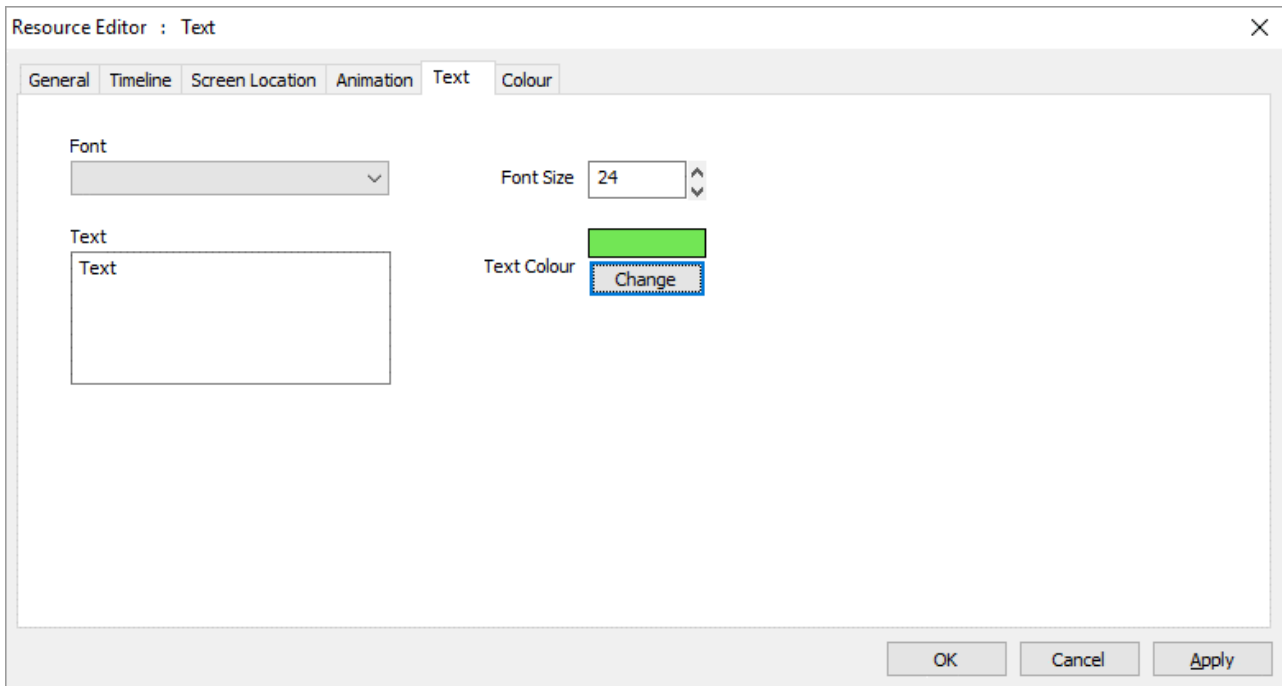 Resource Editor : Text
General Timeline Screen Location Animation Text Colour
Font
Font Size 24
Text
Text
Text Colour
Change
OK Cancel Apply